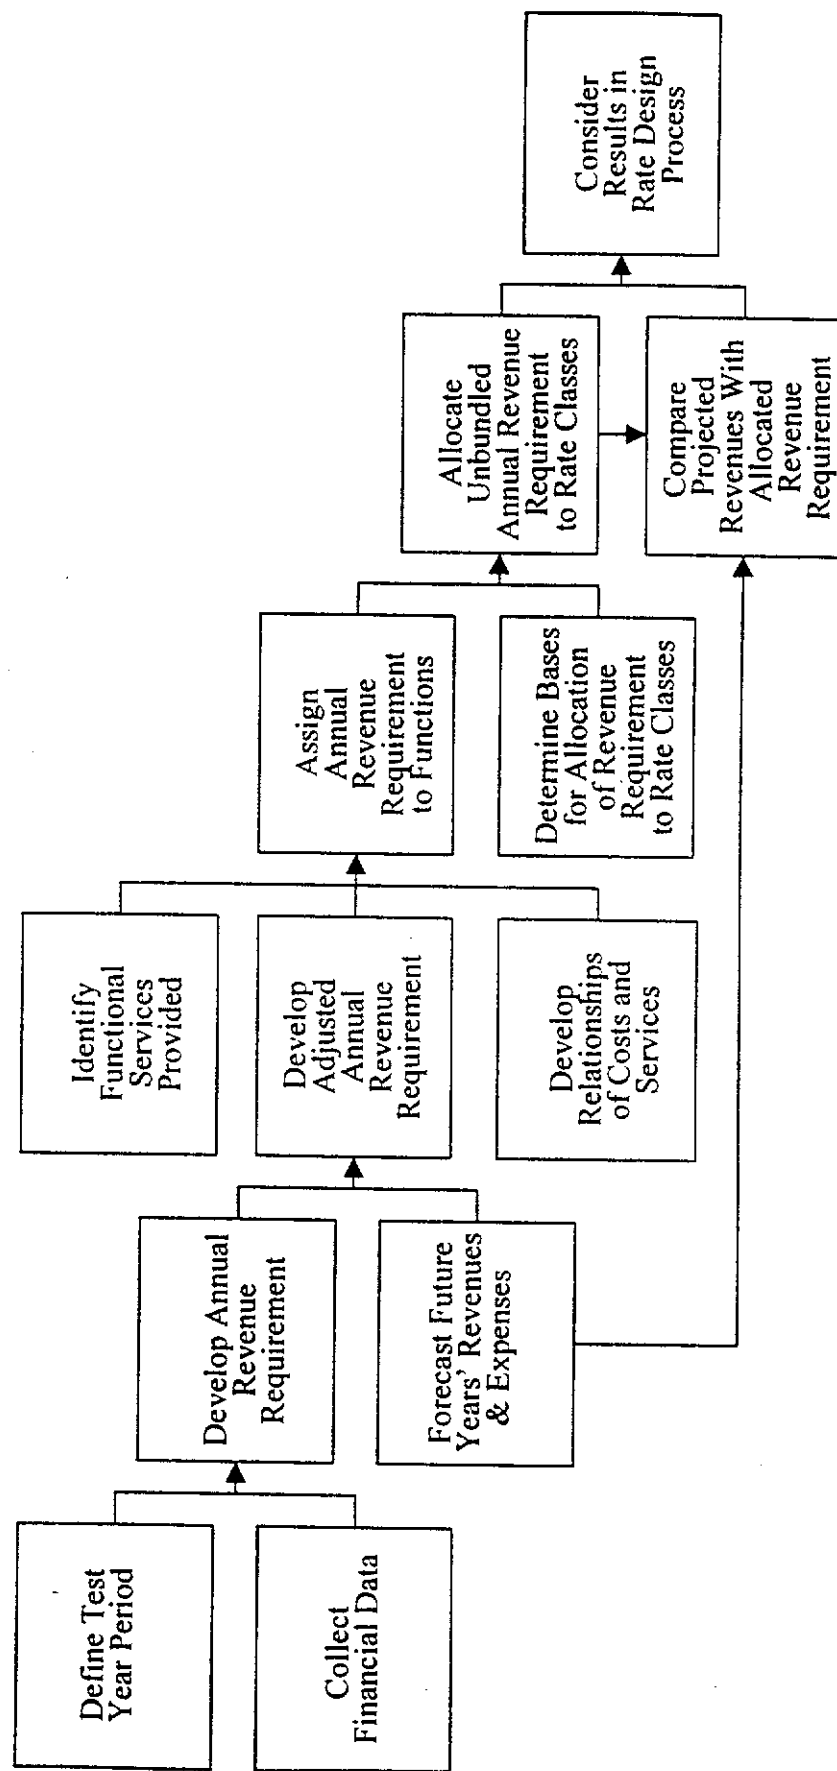 Define Test
Year Period
Collect
Financial Data
Develop Annual
Revenue
Requirement
Forecast Future
Years' Revenues
& Expenses
Identify
Functional
Services
Provided
Develop
Adjusted
Annual
Revenue
Requirement
Develop
Relationships
of Costs and
Services
Assign
Annual
Revenue
Requirement
to Functions
Determine Bases
for Allocation
of Revenue
Requirement
to Rate Classes
Allocate
Unbundled
Annual Revenue
Requirement
to Rate Classes
Compare
Projected
Revenues With
Allocated
Revenue
Requirement
Consider
Results in
Rate Design
Process